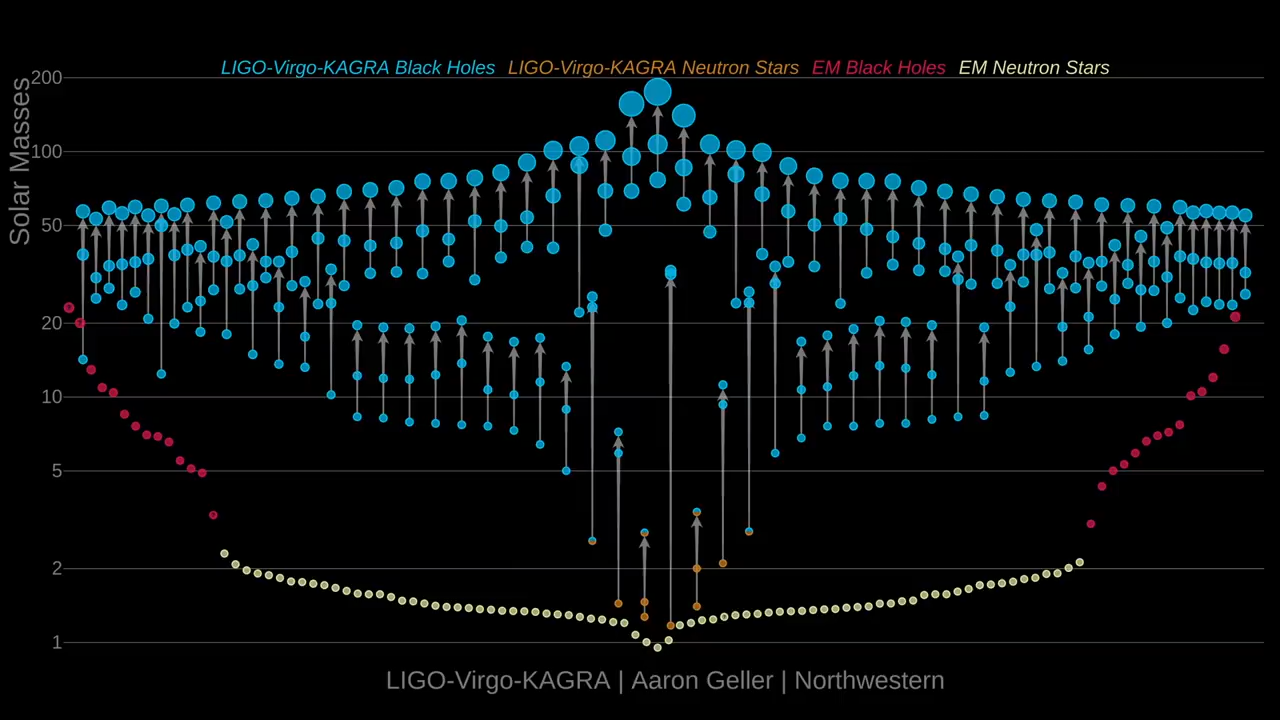 LIGO-Virgo-KAGRA Black Holes LIGO-Virgo-KAGRA Neutron Stars EM Black Holes EM Neutron Stars
Solar Masses
200
100
50
20
10
5
2
1
LIGO-Virgo-KAGRA | Aaron Geller | Northwestern